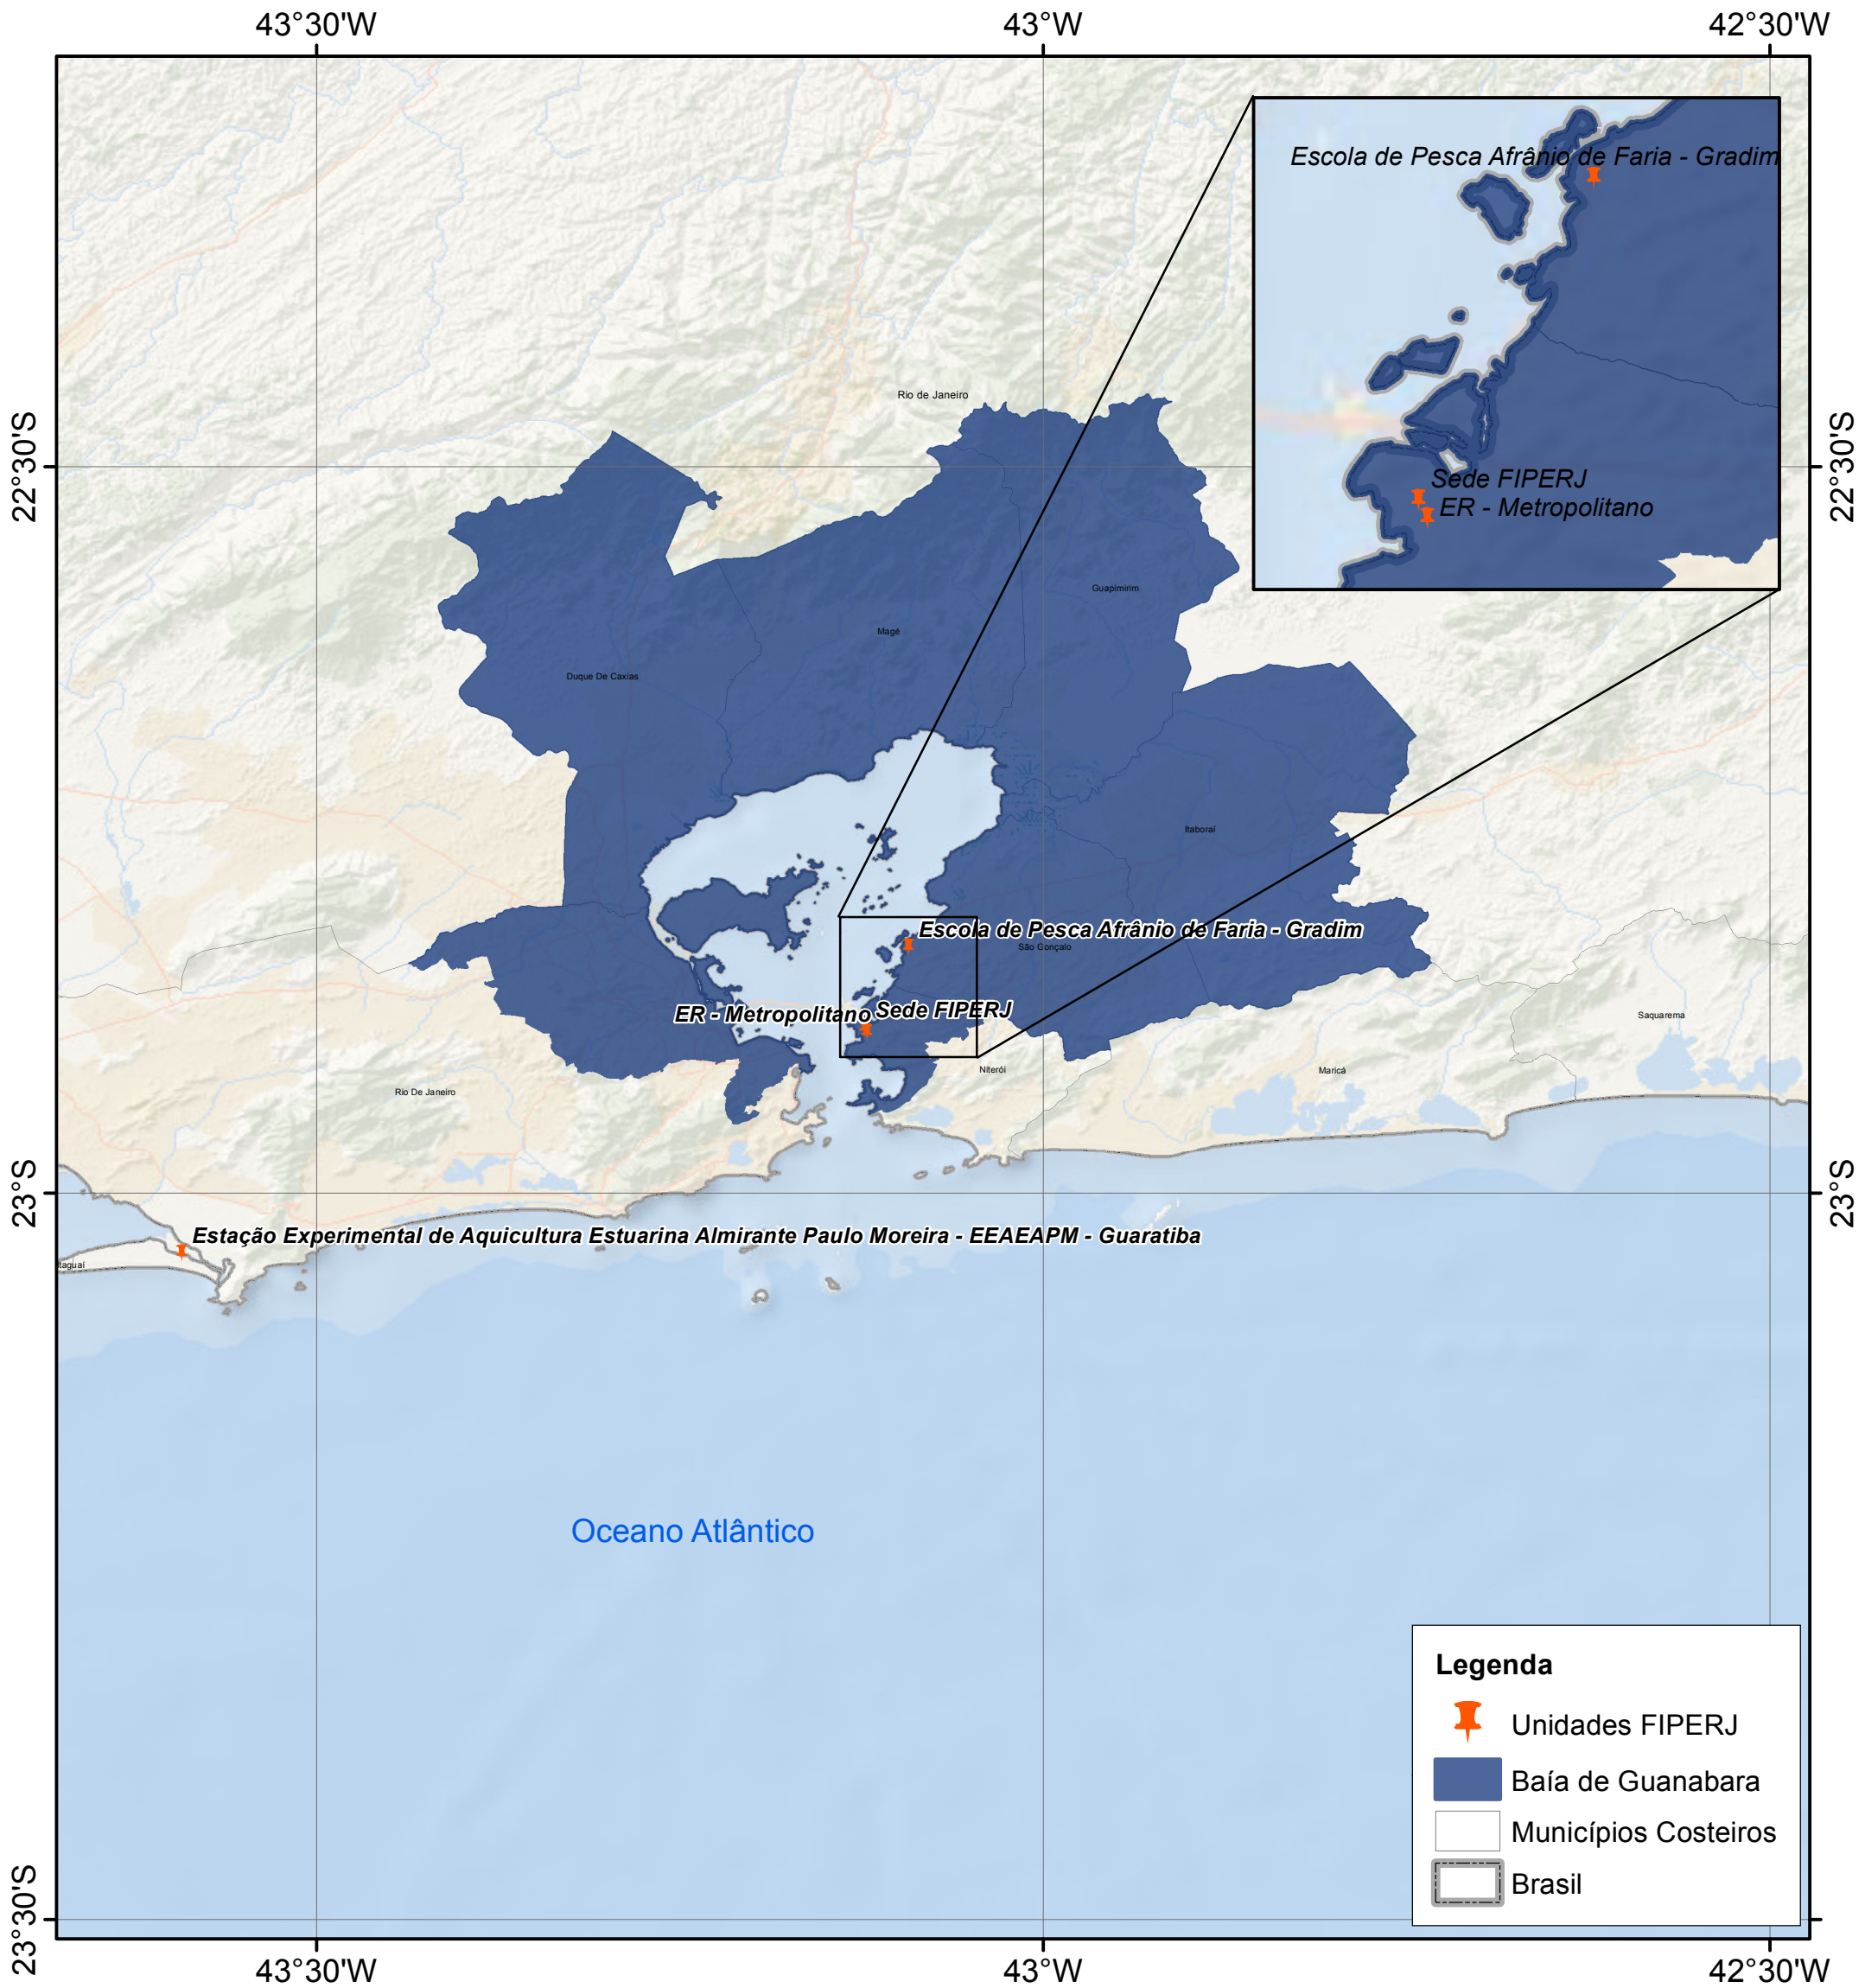 43°30'W
43°W
42°30'W
Escola de Pesca Afrânio de Faria - Gradim
Rio de Janeiro
22°30'S
22°30'S
Sede FIPERJ
ER - Metropolitano
Guapimirim
Magé
Duque De Caxias
Itaboraí
Escola de Pesca Afrânio de Faria - Gradim
São Gonçalo
ER - Metropolitano
Sede FIPERJ
Saquarema
Niterói
Maricá
Rio De Janeiro
23°S
23°S
Estação Experimental de Aquicultura Estuarina Almirante Paulo Moreira - EEAEAPM - Guaratiba
Itaguaí
Oceano Atlântico
Legenda
Unidades FIPERJ
Baía de Guanabara
Municípios Costeiros
Brasil
23°30'S
43°30'W
43°W
42°30'W